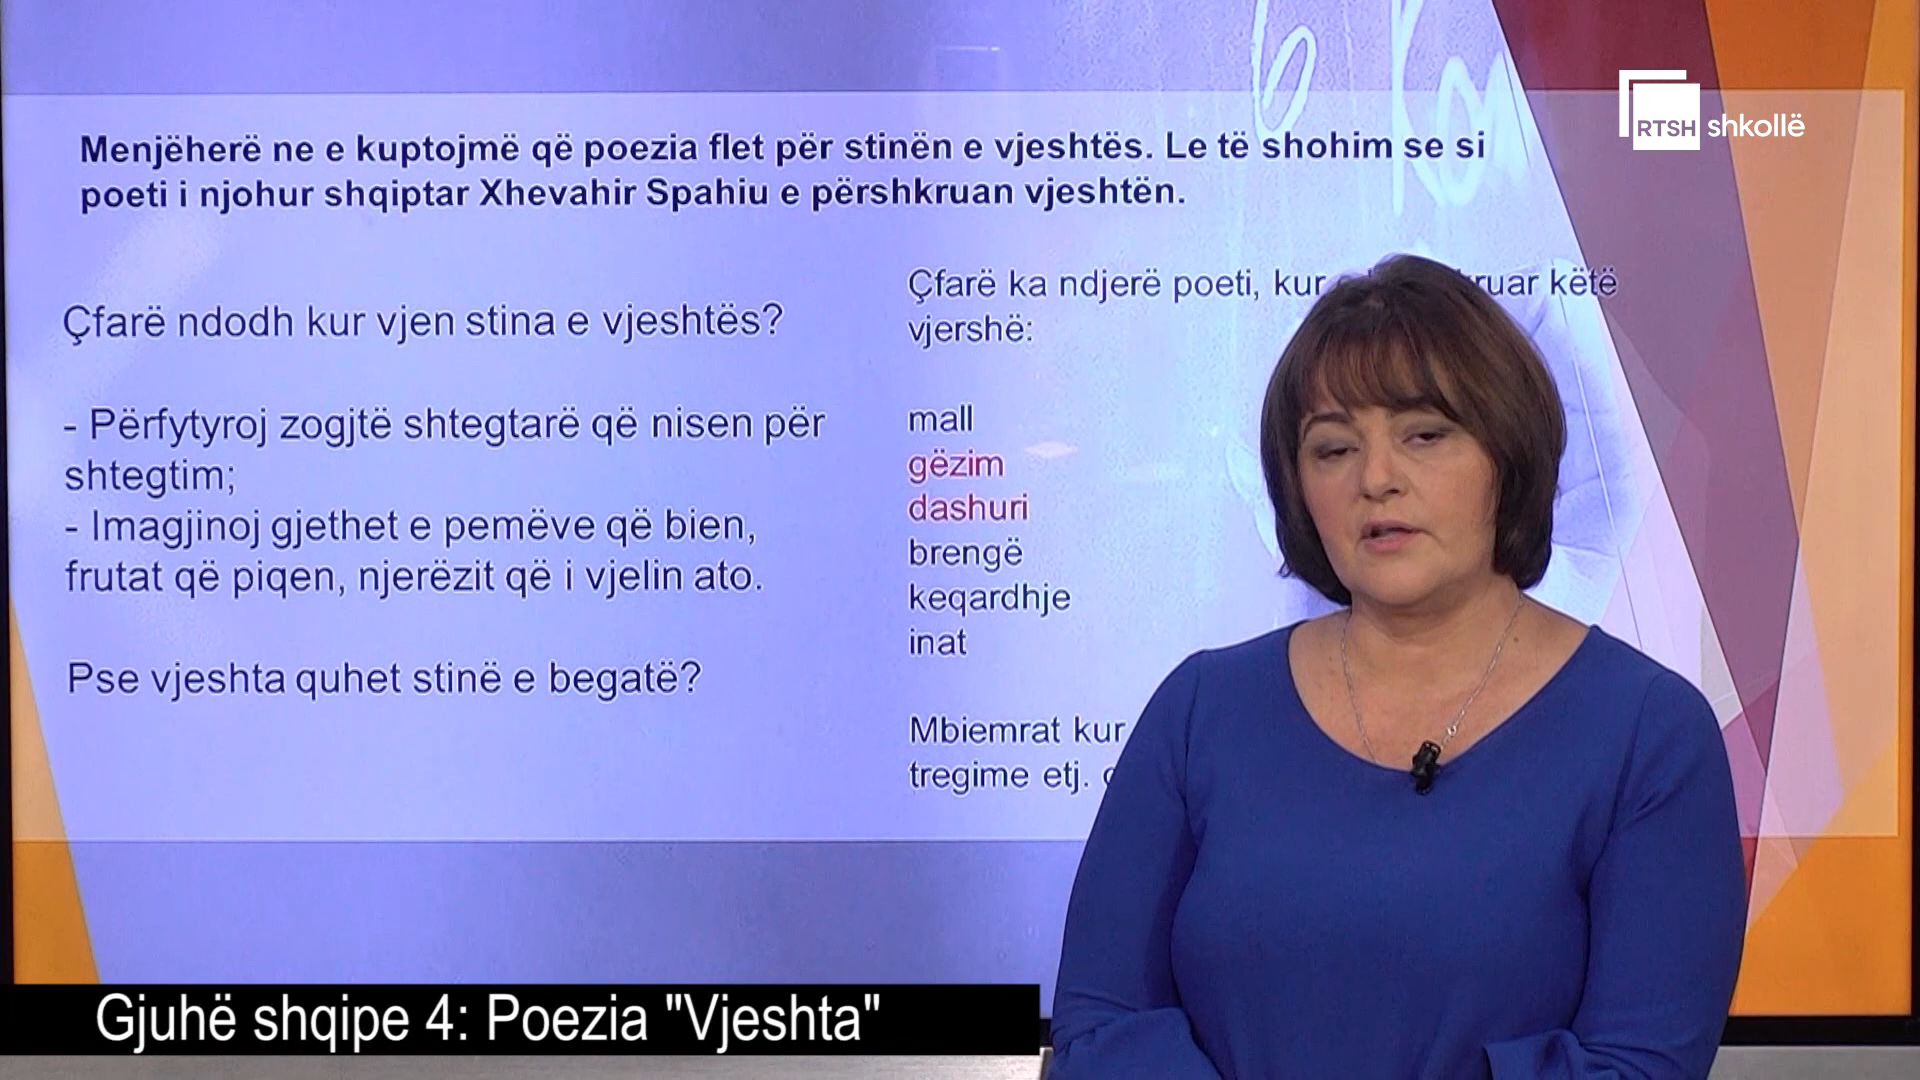 RTSH shkollë
Menjëherë ne e kuptojmë që poezia flet për stinën e vjeshtës. Le të shohim se si
poeti i njohur shqiptar Xhevahir Spahiu e përshkruan vjeshtën.
Çfarë ndodh kur vjen stina e vjeshtës?
- Përfytyroj zogjtë shtegtarë që nisen për
shtegtim;
- Imagjinoj gjethet e pemëve që bien,
frutat që piqen, njerëzit që i vjelin ato.
Pse vjeshta quhet stinë e begatë?
Çfarë ka ndjerë poeti, kur këtë
vjershë:
mall
gëzim
dashuri
brengë
keqardhje
inat
Mbiemrat kur
tregime etj.
Gjuhë shqipe 4: Poezia "Vjeshta"